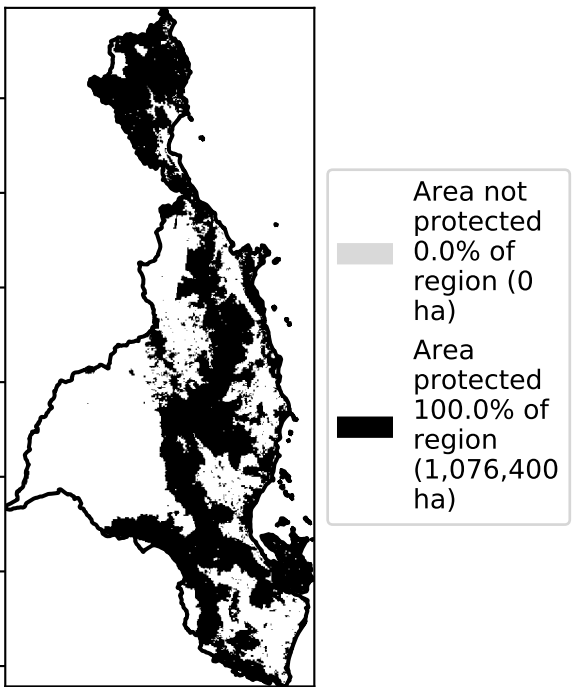 Area not
protected
0.0% of
region (0
ha)
Area
protected
100.0% of
region
(1,076,400
ha)